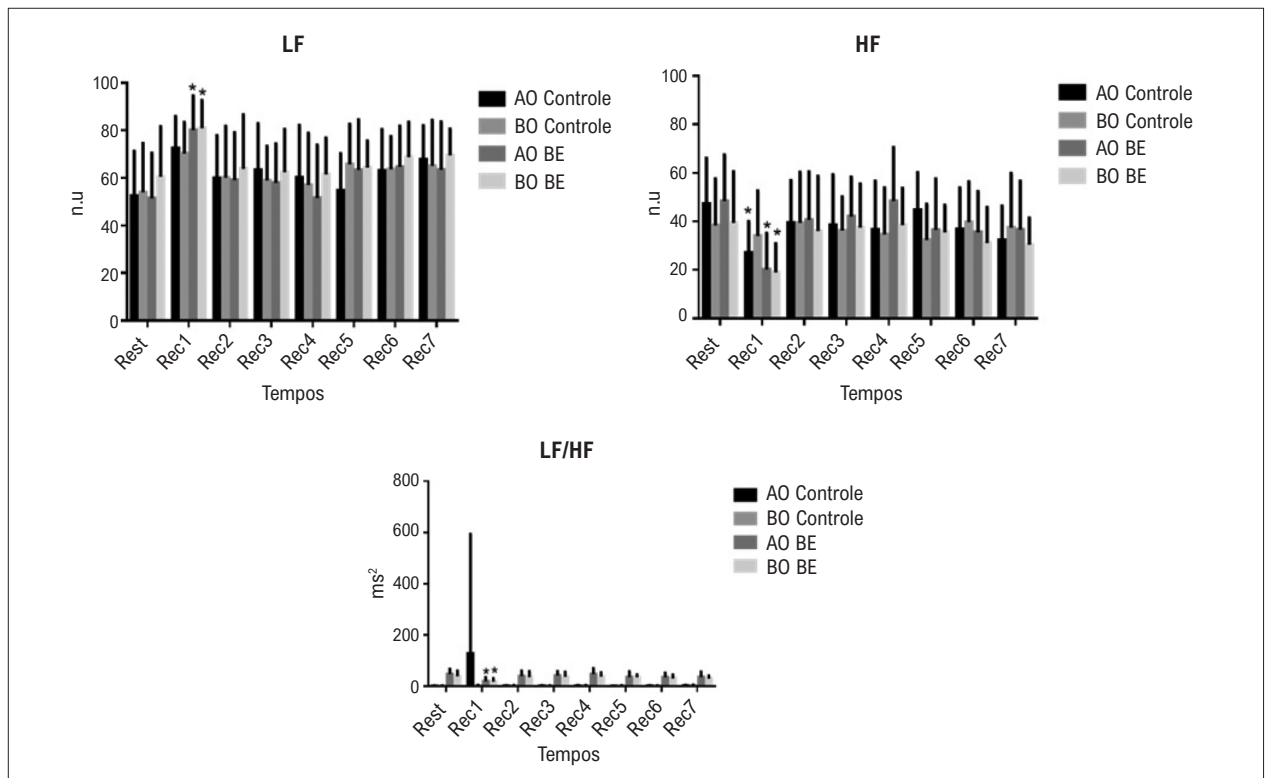 LF
100
80
60
40
20
0
n.u
* *
Rest Rec1 Rec2 Rec3 Rec4 Rec5 Rec6 Rec7
Tempos
AO Controle
BO Controle
AO BE
BO BE
HF
100
80
60
40
20
0
n.u
* * *
Rest Rec1 Rec2 Rec3 Rec4 Rec5 Rec6 Rec7
Tempos
AO Controle
BO Controle
AO BE
BO BE
LF/HF
800
600
400
200
0
ms²
**
Rest Rec1 Rec2 Rec3 Rec4 Rec5 Rec6 Rec7
Tempos
AO Controle
BO Controle
AO BE
BO BE